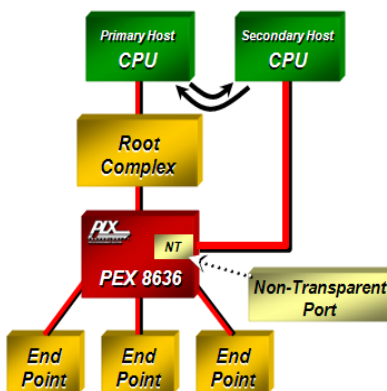 Primary Host
CPU
Secondary Host
CPU
Root
Complex
PLX
NT
PEX 8636
Non-Transparent
Port
End
Point
End
Point
End
Point